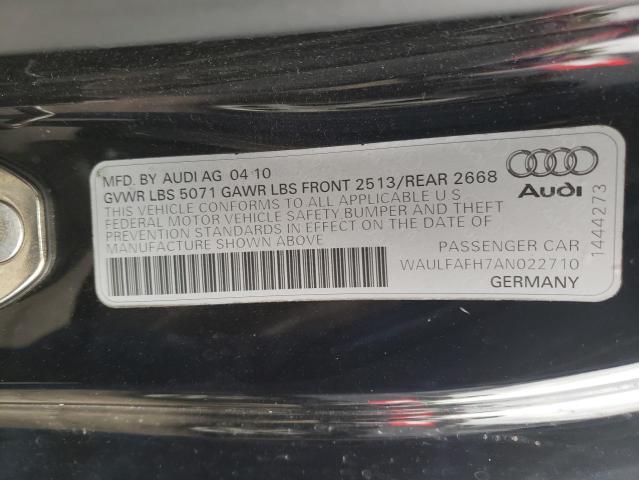 MFD. BY AUDI AG 04 10
GVWR LBS 5071 GAWR LBS FRONT 2513/REAR 2668
THIS VEHICLE CONFORMS TO ALL APPLICABLE U S
FEDERAL MOTOR VEHICLE SAFETY BUMPER AND THEFT
PREVENTION STANDARDS IN EFFECT ON THE DATE OF
MANUFACTURE SHOWN ABOVE
Audi
PASSENGER CAR
WAULFAFH7AN022710
GERMANY
1444273